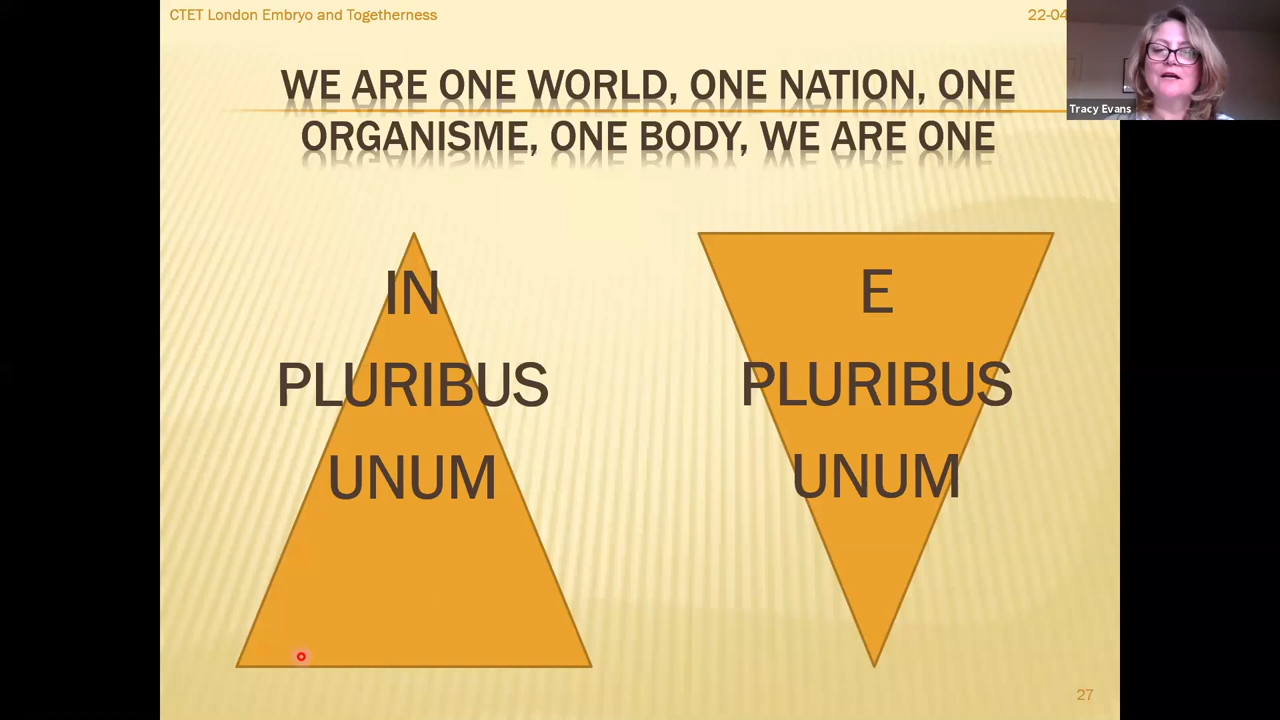 CTET London Embryo and Togetherness
22-04
Tracy Evans
WE ARE ONE WORLD, ONE NATION, ONE
ORGANISME, ONE BODY, WE ARE ONE
IN
PLURIBUS
UNUM
E
PLURIBUS
UNUM
27